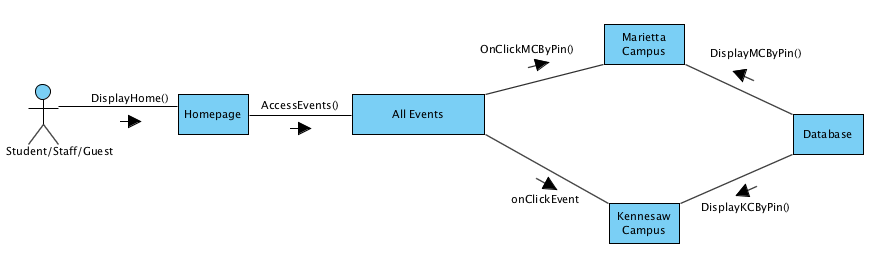 Marietta
Campus
OnClickMCByPin()
DisplayMCByPin()
DisplayHome()
AccessEvents()
Homepage
All Events
Database
Student/Staff/Guest
onClickEvent
DisplayKCByPin()
Kennesaw
Campus